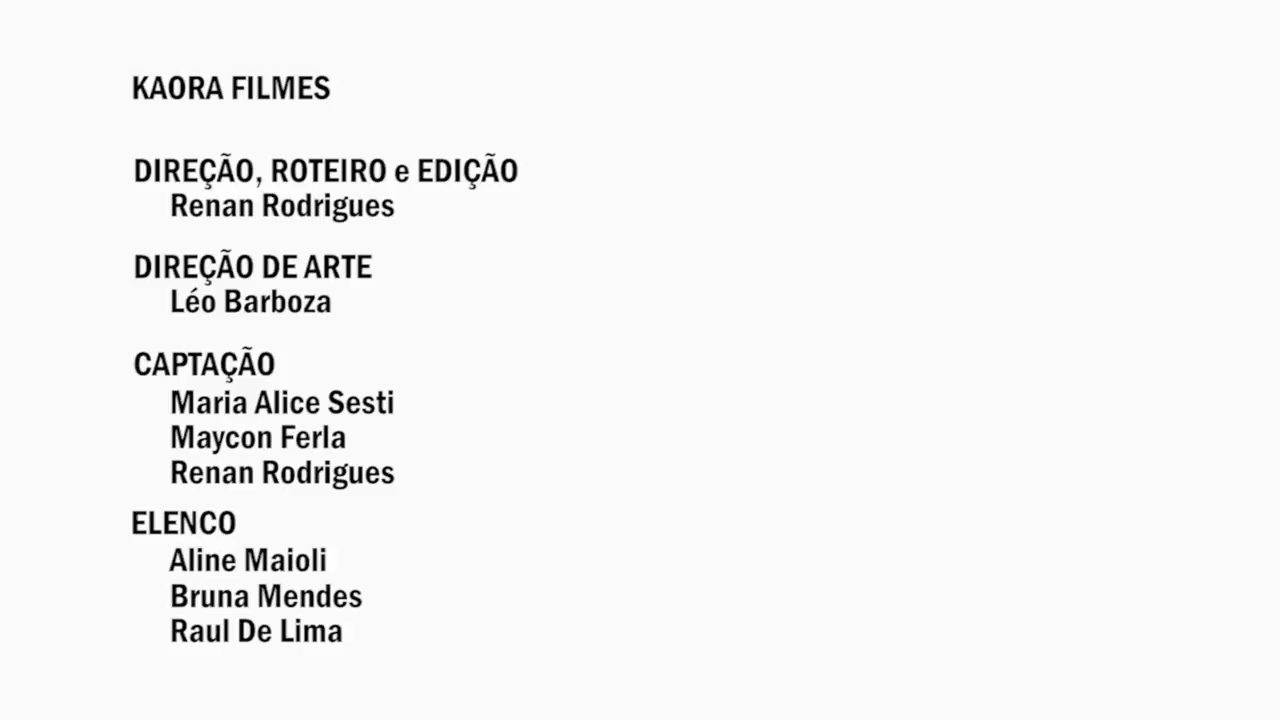 KAORA FILMES
DIREÇÃO, ROTEIRO e EDIÇÃO
Renan Rodrigues
DIREÇÃO DE ARTE
Léo Barboza
CAPTAÇÃO
Maria Alice Sesti
Maycon Ferla
Renan Rodrigues
ELENCO
Aline Maioli
Bruna Mendes
Raul De Lima